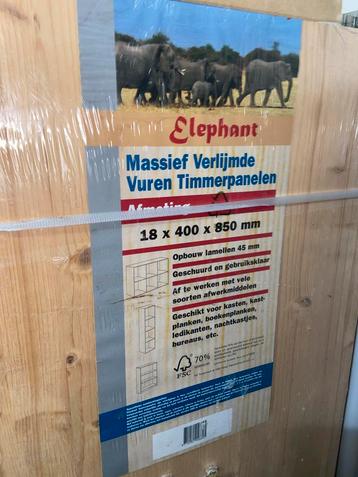 Elephant
Massief Verlijmde
Vuren Timmerpanelen
Afmeting
18 x 400 x 850 mm
Opbouw lamellen 45 mm
Geschuurd en gebruiksklaar
Af te werken met vele
soorten afwerkmiddelen
Geschikt voor kasten, kast-
planken, boekenplanken,
ledikanten, nachtkastjes,
bureaus, etc.
FSC
70%